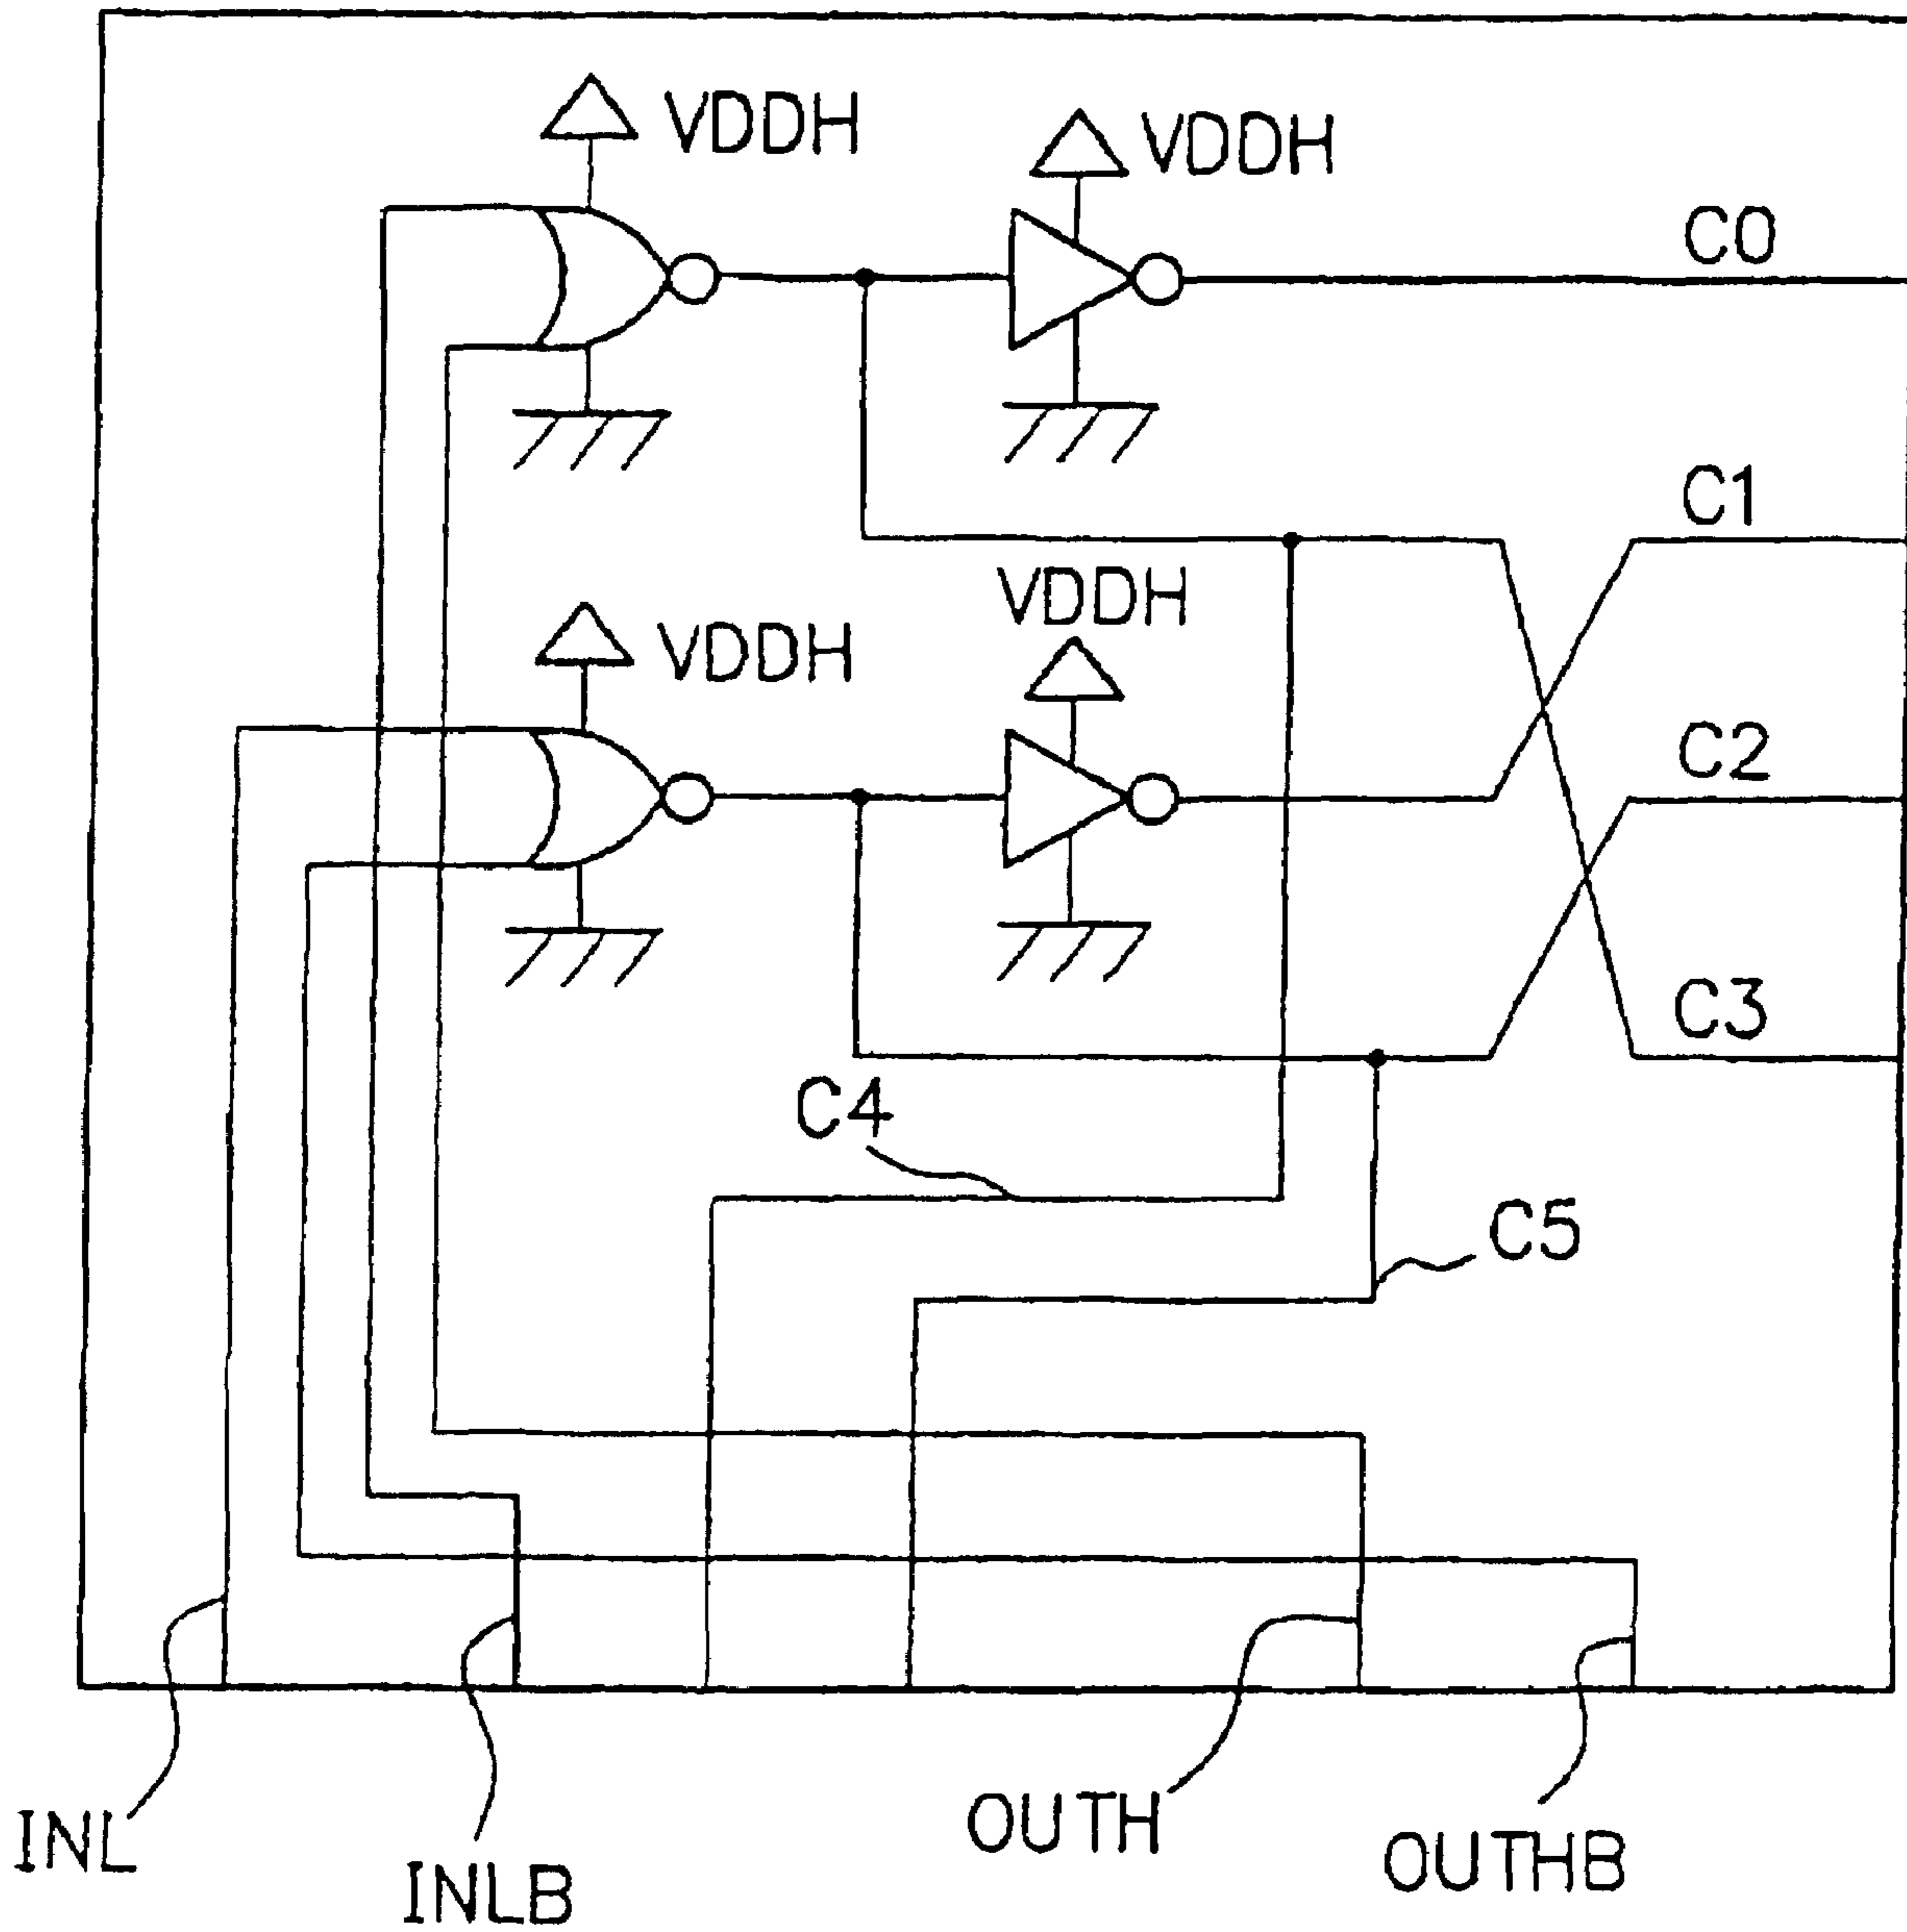 VDDH
VDDH
C0
C1
VDDH
VDDH
C2
C3
C4
C5
INL
INLB
OUTH
OUTHB